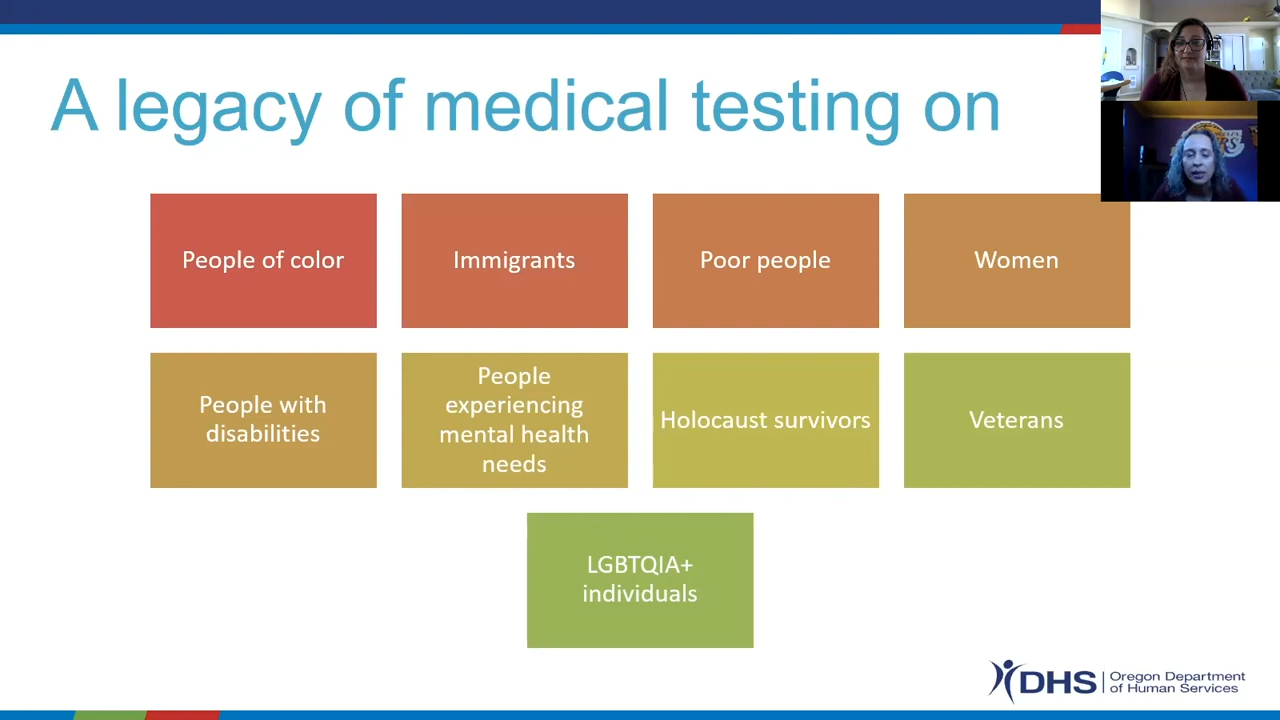 A legacy of medical testing on
People of color
Immigrants
Poor people
Women
People with
disabilities
People
experiencing
mental health
needs
Holocaust survivors
Veterans
LGBTQIA+
individuals
DHS
Oregon Department
of Human Services